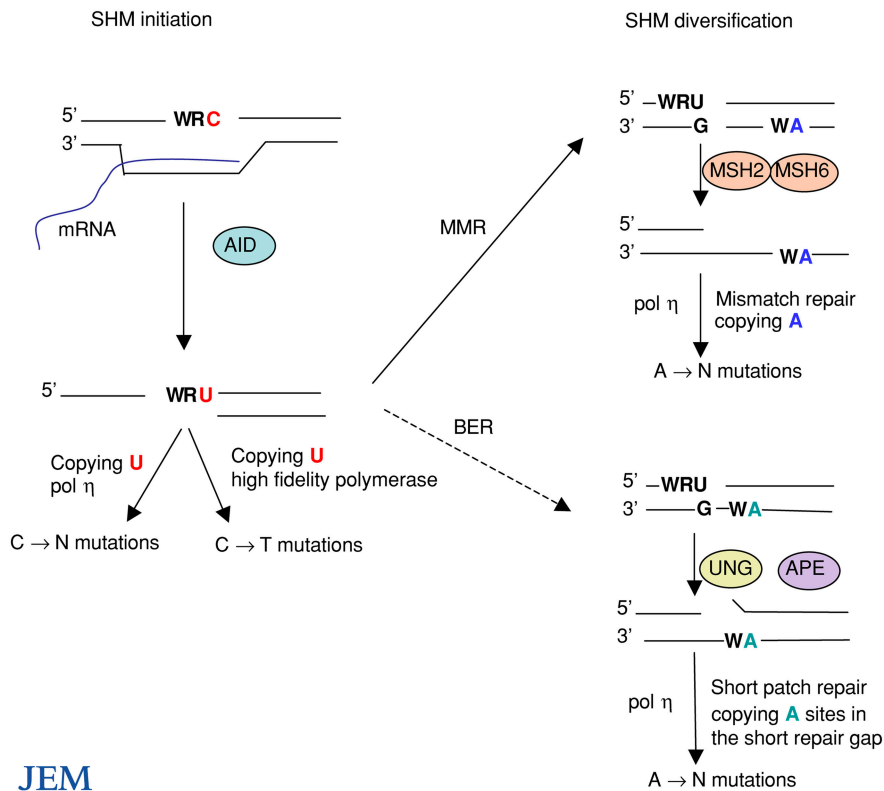 SHM initiation
5’ WRC
3’
mRNA
AID
5’ WRU
Copying U
pol η
Copying U
high fidelity polymerase
C → N mutations
C → T mutations
MMR
BER
SHM diversification
5’ WRU
3’ G WA
MSH2 MSH6
5’
3’ WA
pol η
Mismatch repair
copying A
A → N mutations
5’ WRU
3’ G WA
UNG APE
5’
3’ WA
pol η
Short patch repair
copying A sites in
the short repair gap
A → N mutations
JEM